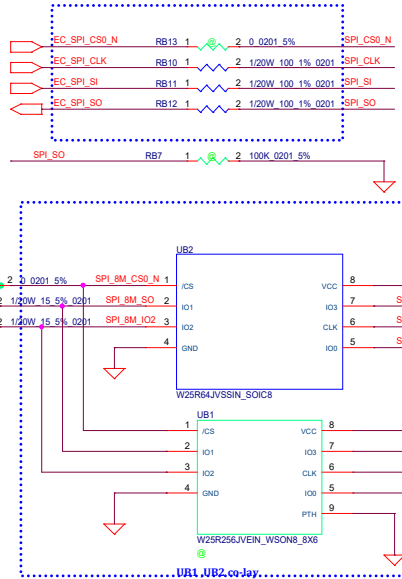 EC_SPI_CS0_N RB13 1 @ 2 0_0201_5% SPI_CS0_N
EC_SPI_CLK RB10 1 2 1/20W_100_1%_0201 SPI_CLK
EC_SPI_SI RB11 1 2 1/20W_100_1%_0201 SPI_SI
EC_SPI_SO RB12 1 2 1/20W_100_1%_0201 SPI_SO
SPI_SO RB7 1 @ 2 100K_0201_5%
UB2
2 0_0201_5% SPI_8M_CS0_N 1 /CS VCC 8
2 1/20W_15_5%_0201 SPI_8M_SO 2 IO1 IO3 7 S
2 1/20W_15_5%_0201 SPI_8M_IO2 3 IO2 CLK 6 S
4 GND IO0 5 S
W25R64JVSSIN_SOIC8
UB1
1 /CS VCC 8
2 IO1 IO3 7
3 IO2 CLK 6
4 GND IO0 5
PTH 9
W25R256JVEIN_WSON8_8X6
@
UB1 UB2 co-lay